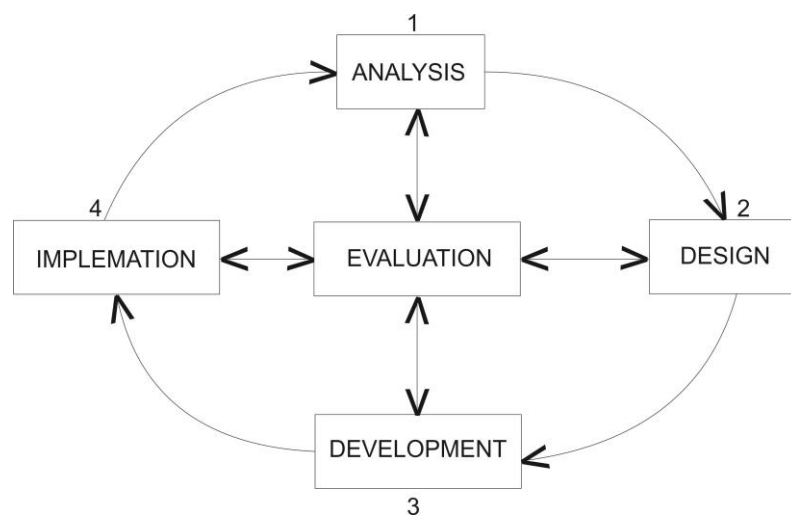 1
ANALYSIS
4
2
IMPLEMATION
EVALUATION
DESIGN
DEVELOPMENT
3